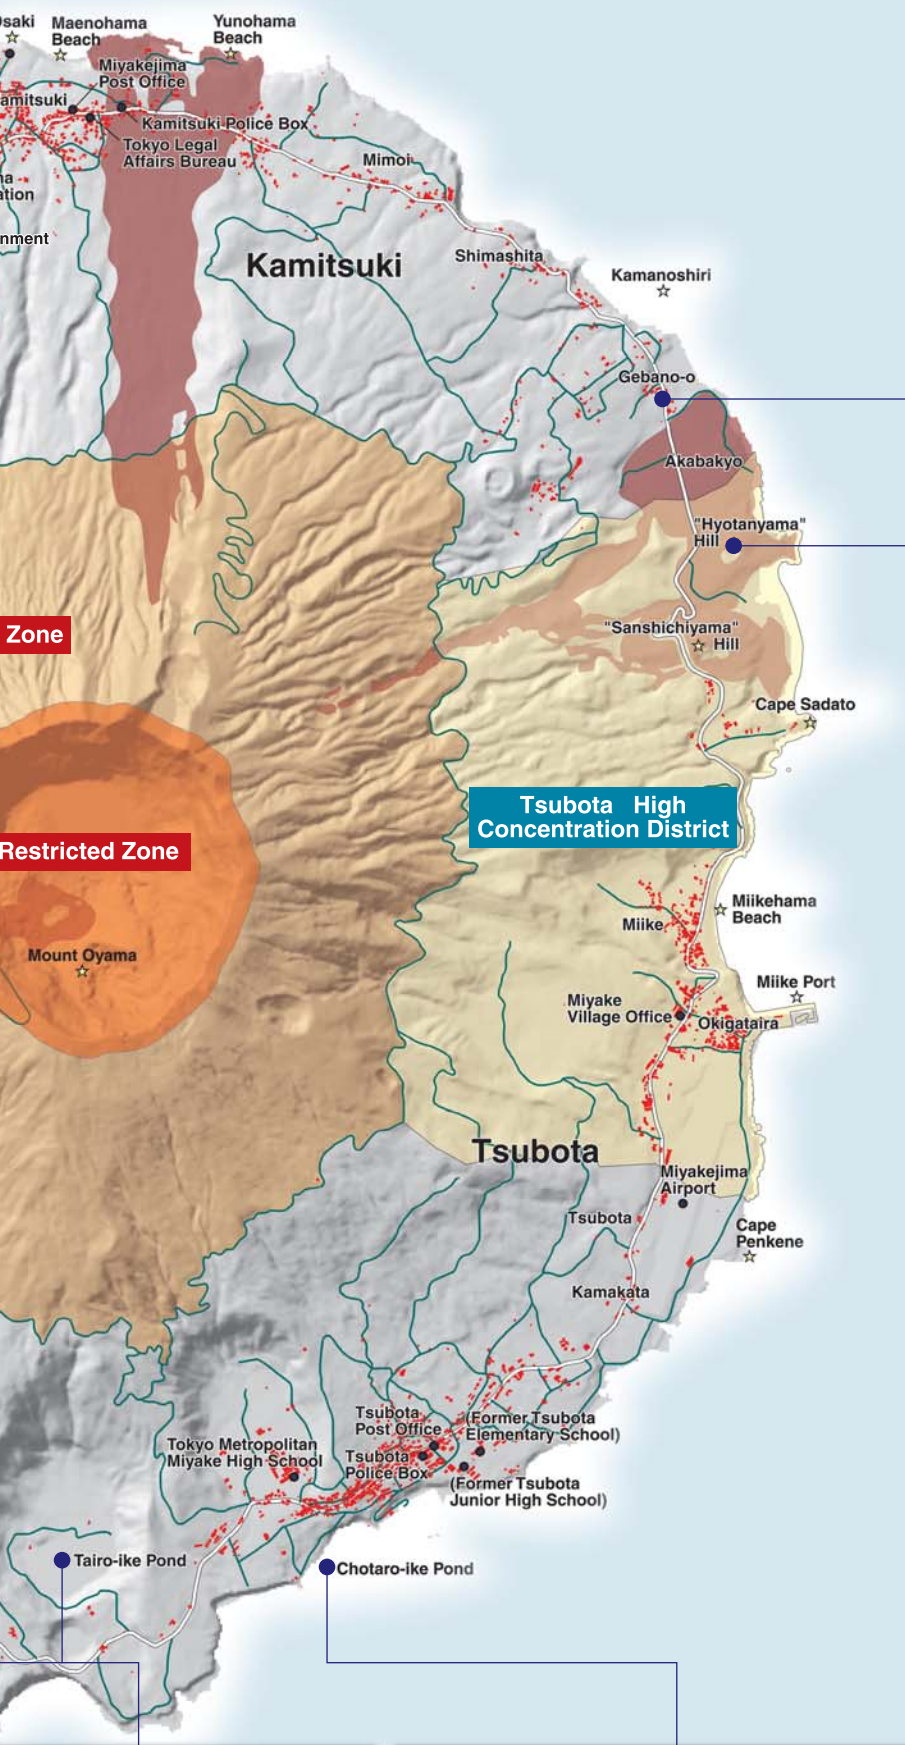 Maenohama
Beach
Yunohama
Beach
Miyakejima
Post Office
Kamitsuki Police Box
Tokyo Legal
Affairs Bureau
Mimoi
Kamitsuki
Shimashita
Kamanoshiri
Gebano-o
Akabakyo
"Hyotanyama"
Hill
Zone
"Sanshichiyama"
Hill
Cape Sadato
Tsubota High
Concentration District
Restricted Zone
Miikehama
Beach
Miike
Mount Oyama
Miike Port
Miyake
Village Office
Okigataira
Tsubota
Miyakejima
Airport
Tsubota
Cape
Penkene
Kamakata
Tsubota
Post Office
(Former Tsubota
Elementary School)
Tokyo Metropolitan
Miyake High School
Tsubota
Police Box
(Former Tsubota
Junior High School)
Tairo-ike Pond
Chotaro-ike Pond